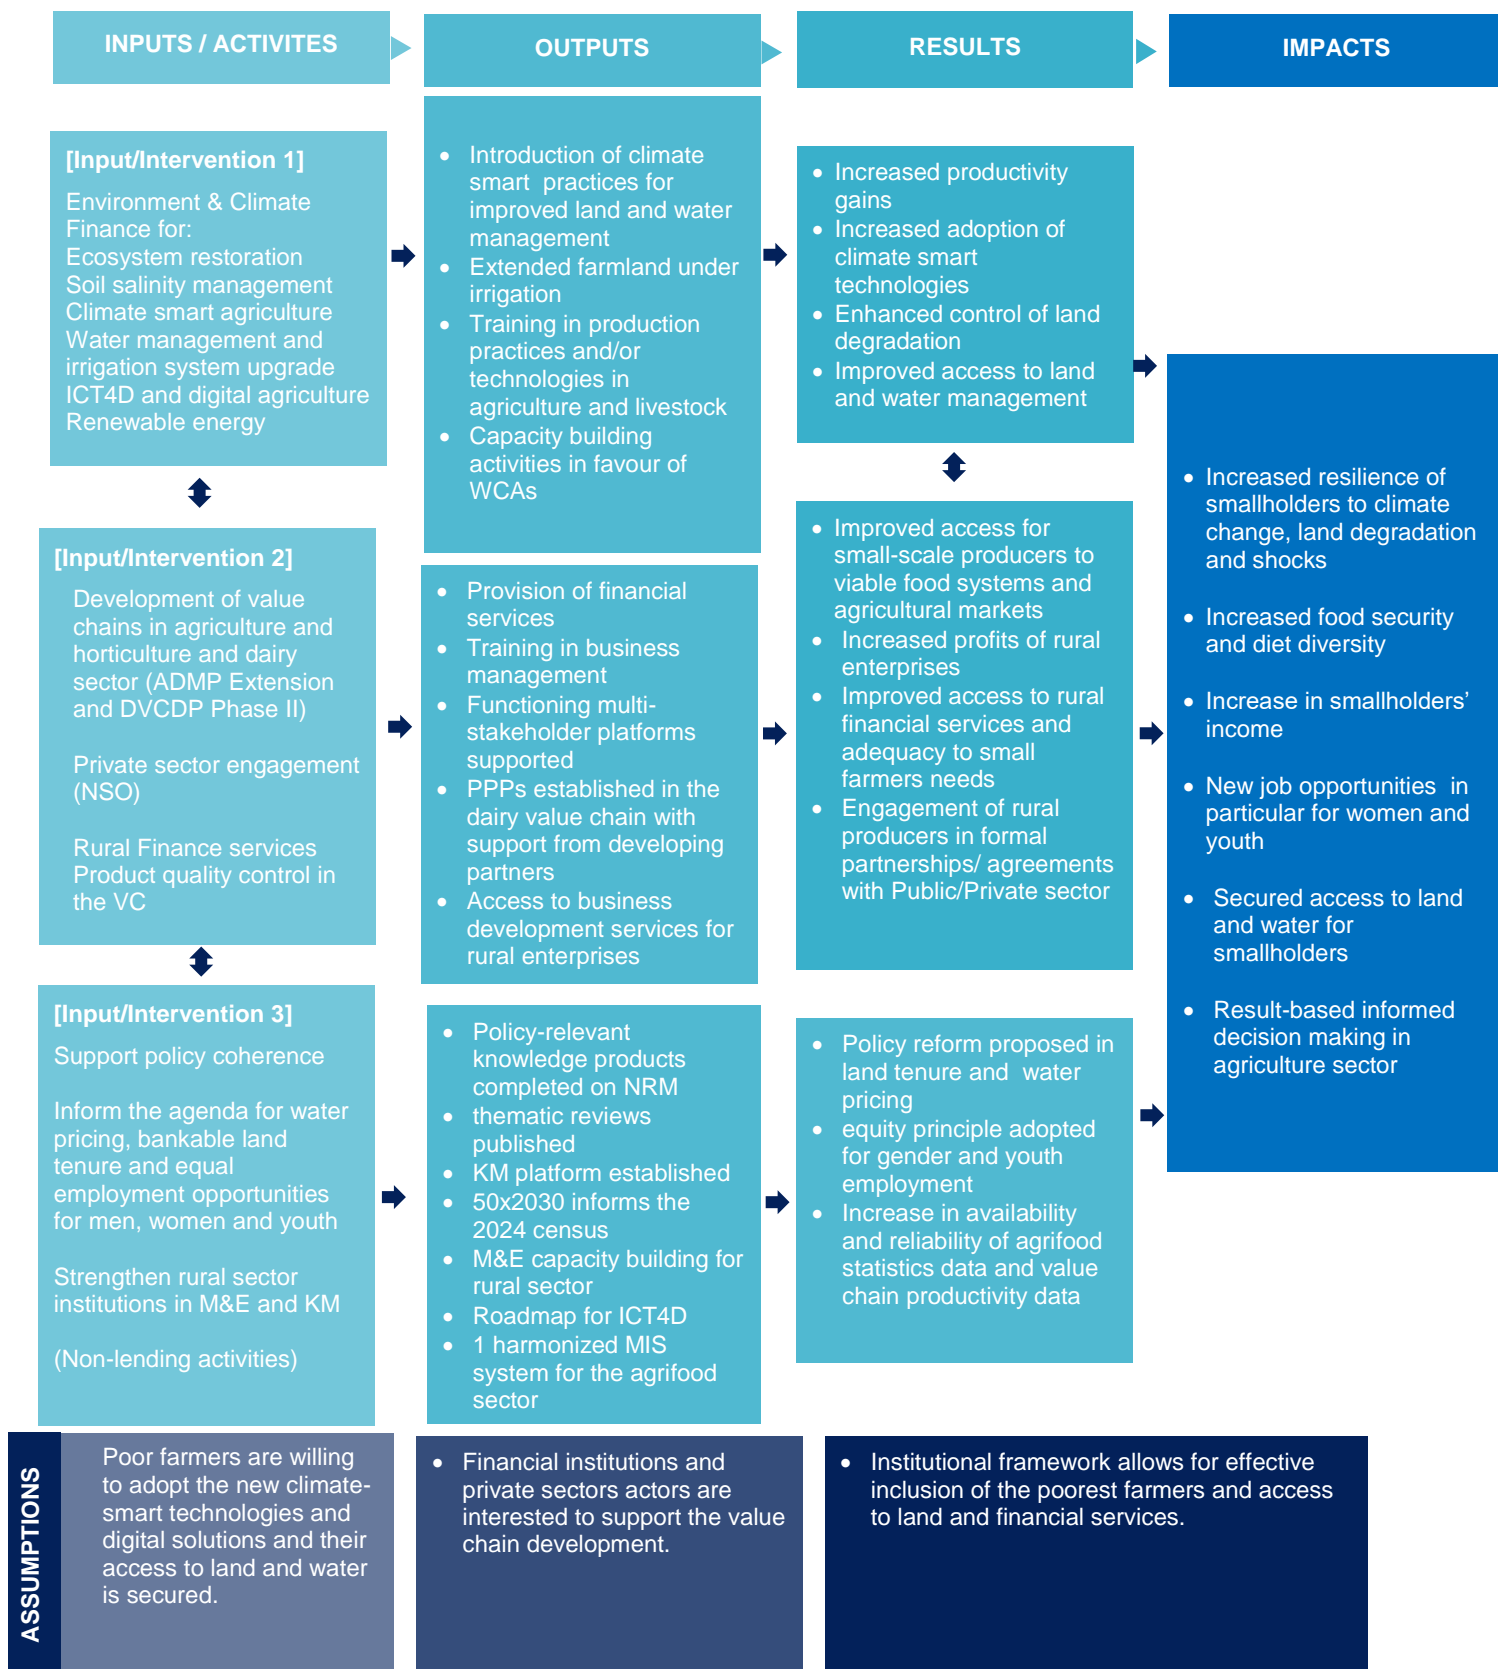 INPUTS / ACTIVITES
OUTPUTS
RESULTS
IMPACTS
[Input/Intervention 1]
Environment & Climate
Finance for:
Ecosystem restoration
Soil salinity management
Climate smart agriculture
Water management and
irrigation system upgrade
ICT4D and digital agriculture
Renewable energy
• Introduction of climate
smart practices for
improved land and water
management
• Extended farmland under
irrigation
• Training in production
practices and/or
technologies in
agriculture and livestock
• Capacity building
activities in favour of
WCAs
• Increased productivity
gains
• Increased adoption of
climate smart
technologies
• Enhanced control of land
degradation
• Improved access to land
and water management
[Input/Intervention 2]
Development of value
chains in agriculture and
horticulture and dairy
sector (ADMP Extension
and DVCDP Phase II)
Private sector engagement
(NSO)
Rural Finance services
Product quality control in
the VC
• Provision of financial
services
• Training in business
management
• Functioning multi-
stakeholder platforms
supported
• PPPs established in the
dairy value chain with
support from developing
partners
• Access to business
development services for
rural enterprises
• Improved access for
small-scale producers to
viable food systems and
agricultural markets
• Increased profits of rural
enterprises
• Improved access to rural
financial services and
adequacy to small
farmers needs
• Engagement of rural
producers in formal
partnerships/ agreements
with Public/Private sector
[Input/Intervention 3]
Support policy coherence
Inform the agenda for water
pricing, bankable land
tenure and equal
employment opportunities
for men, women and youth
Strengthen rural sector
institutions in M&E and KM
(Non-lending activities)
• Policy-relevant
knowledge products
completed on NRM
• thematic reviews
published
• KM platform established
• 50x2030 informs the
2024 census
• M&E capacity building for
rural sector
• Roadmap for ICT4D
• 1 harmonized MIS
system for the agrifood
sector
• Policy reform proposed in
land tenure and water
pricing
• equity principle adopted
for gender and youth
employment
• Increase in availability
and reliability of agrifood
statistics data and value
chain productivity data
• Increased resilience of
smallholders to climate
change, land degradation
and shocks
• Increased food security
and diet diversity
• Increase in smallholders’
income
• New job opportunities in
particular for women and
youth
• Secured access to land
and water for
smallholders
• Result-based informed
decision making in
agriculture sector
ASSUMPTIONS
Poor farmers are willing
to adopt the new climate-
smart technologies and
digital solutions and their
access to land and water
is secured.
• Financial institutions and
private sectors actors are
interested to support the value
chain development.
• Institutional framework allows for effective
inclusion of the poorest farmers and access
to land and financial services.